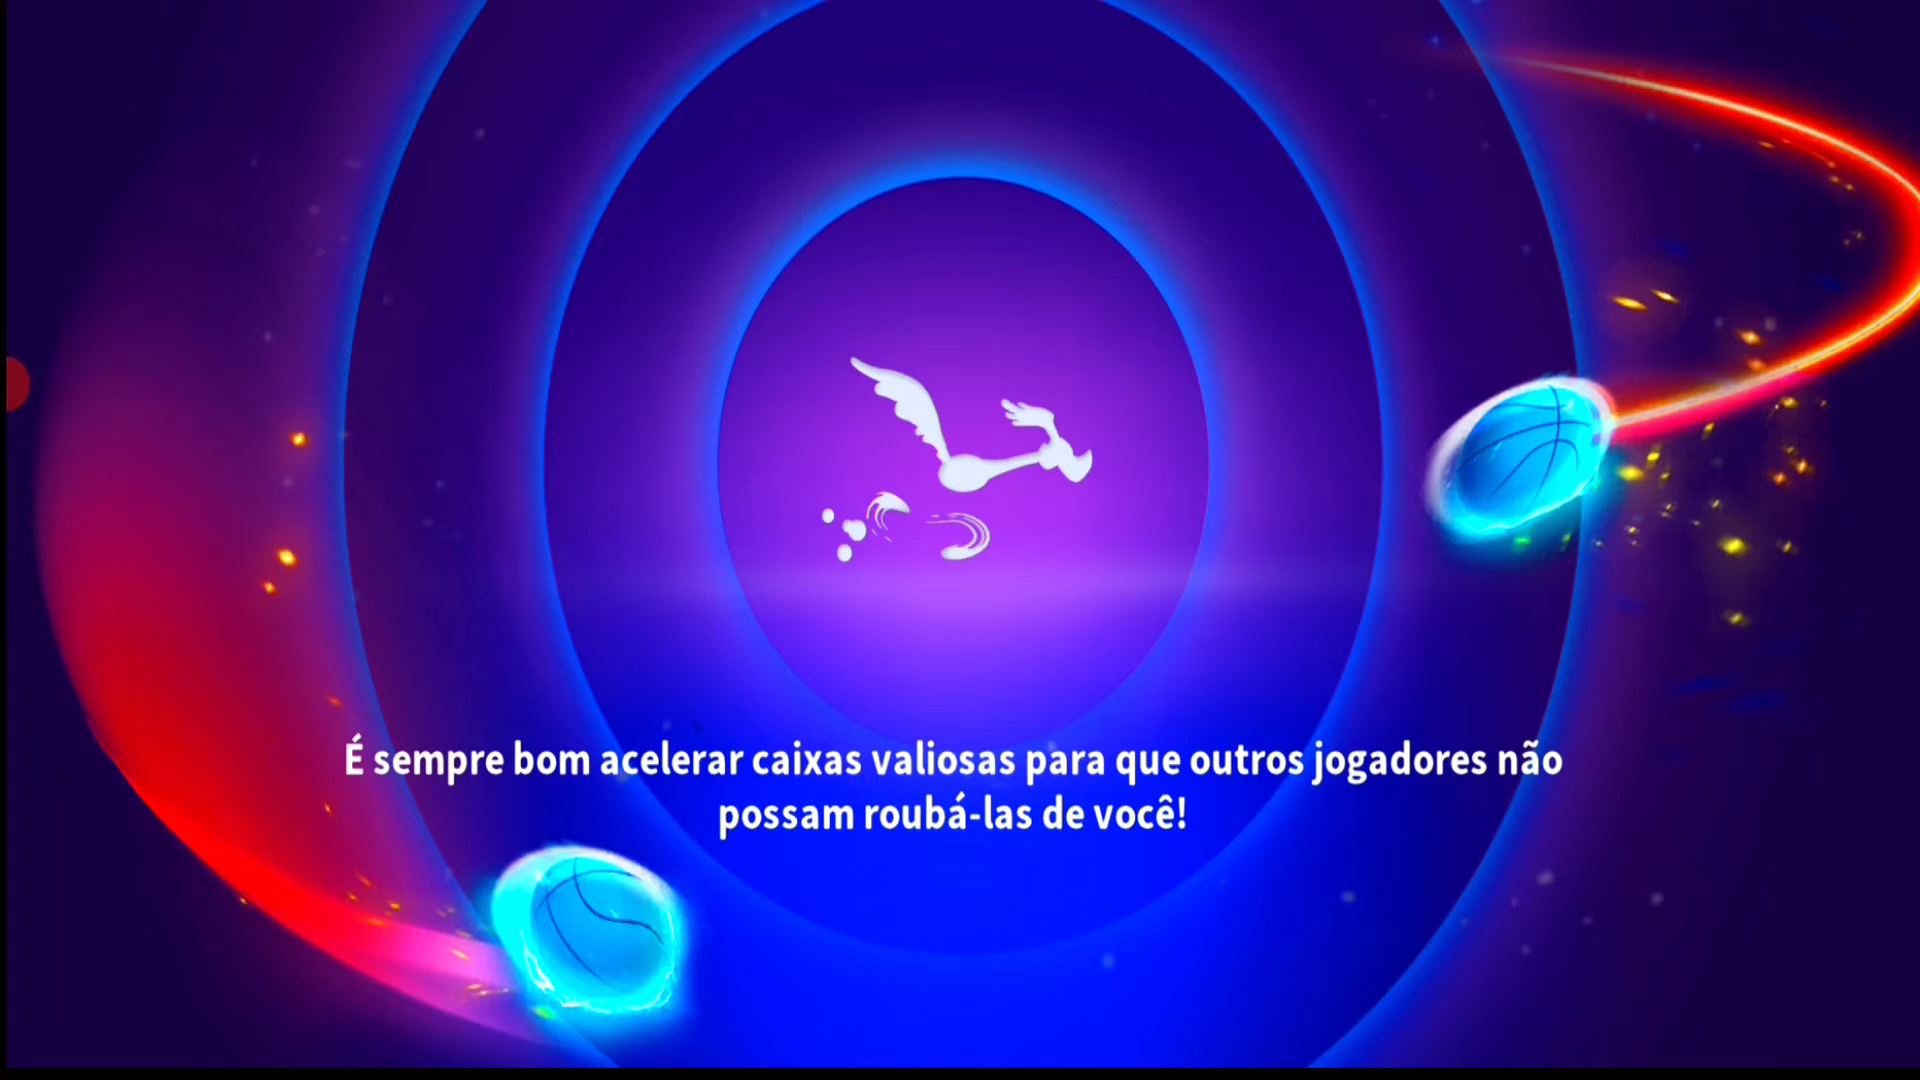 É sempre bom acelerar caixas valiosas para que outros jogadores não
possam roubá-las de você!